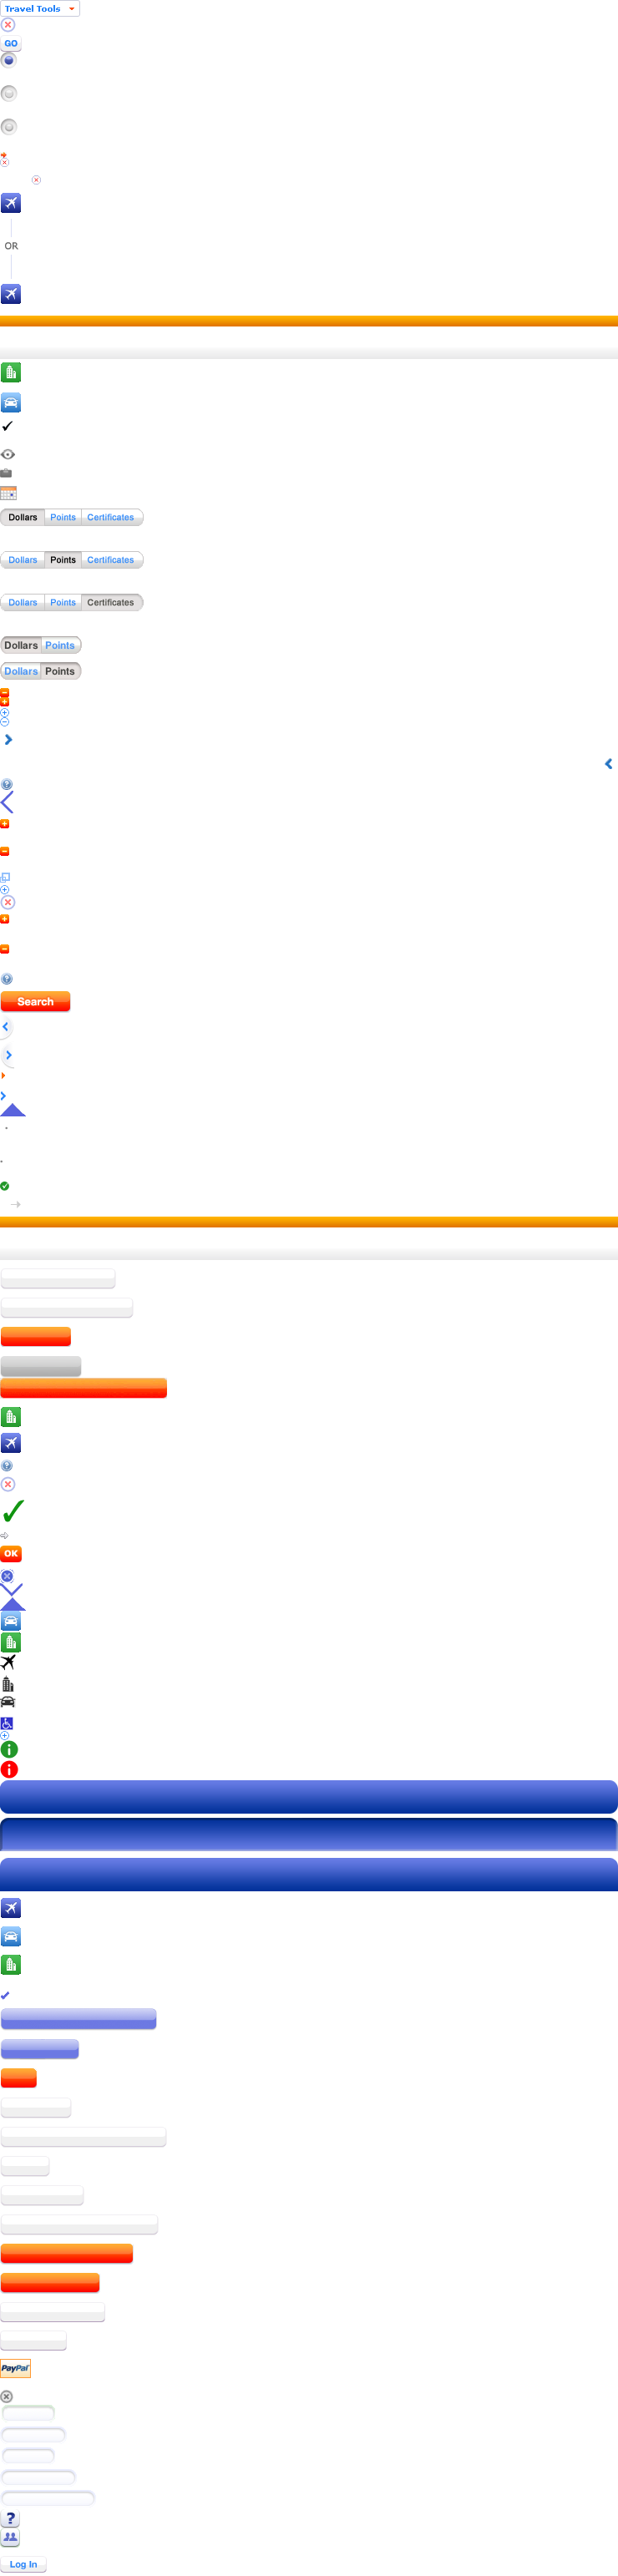 Travel Tools
GO
OR
Dollars Points Certificates
Dollars Points Certificates
Dollars Points Certificates
Dollars Points
Dollars Points
Search
OK
PayPal
Log In